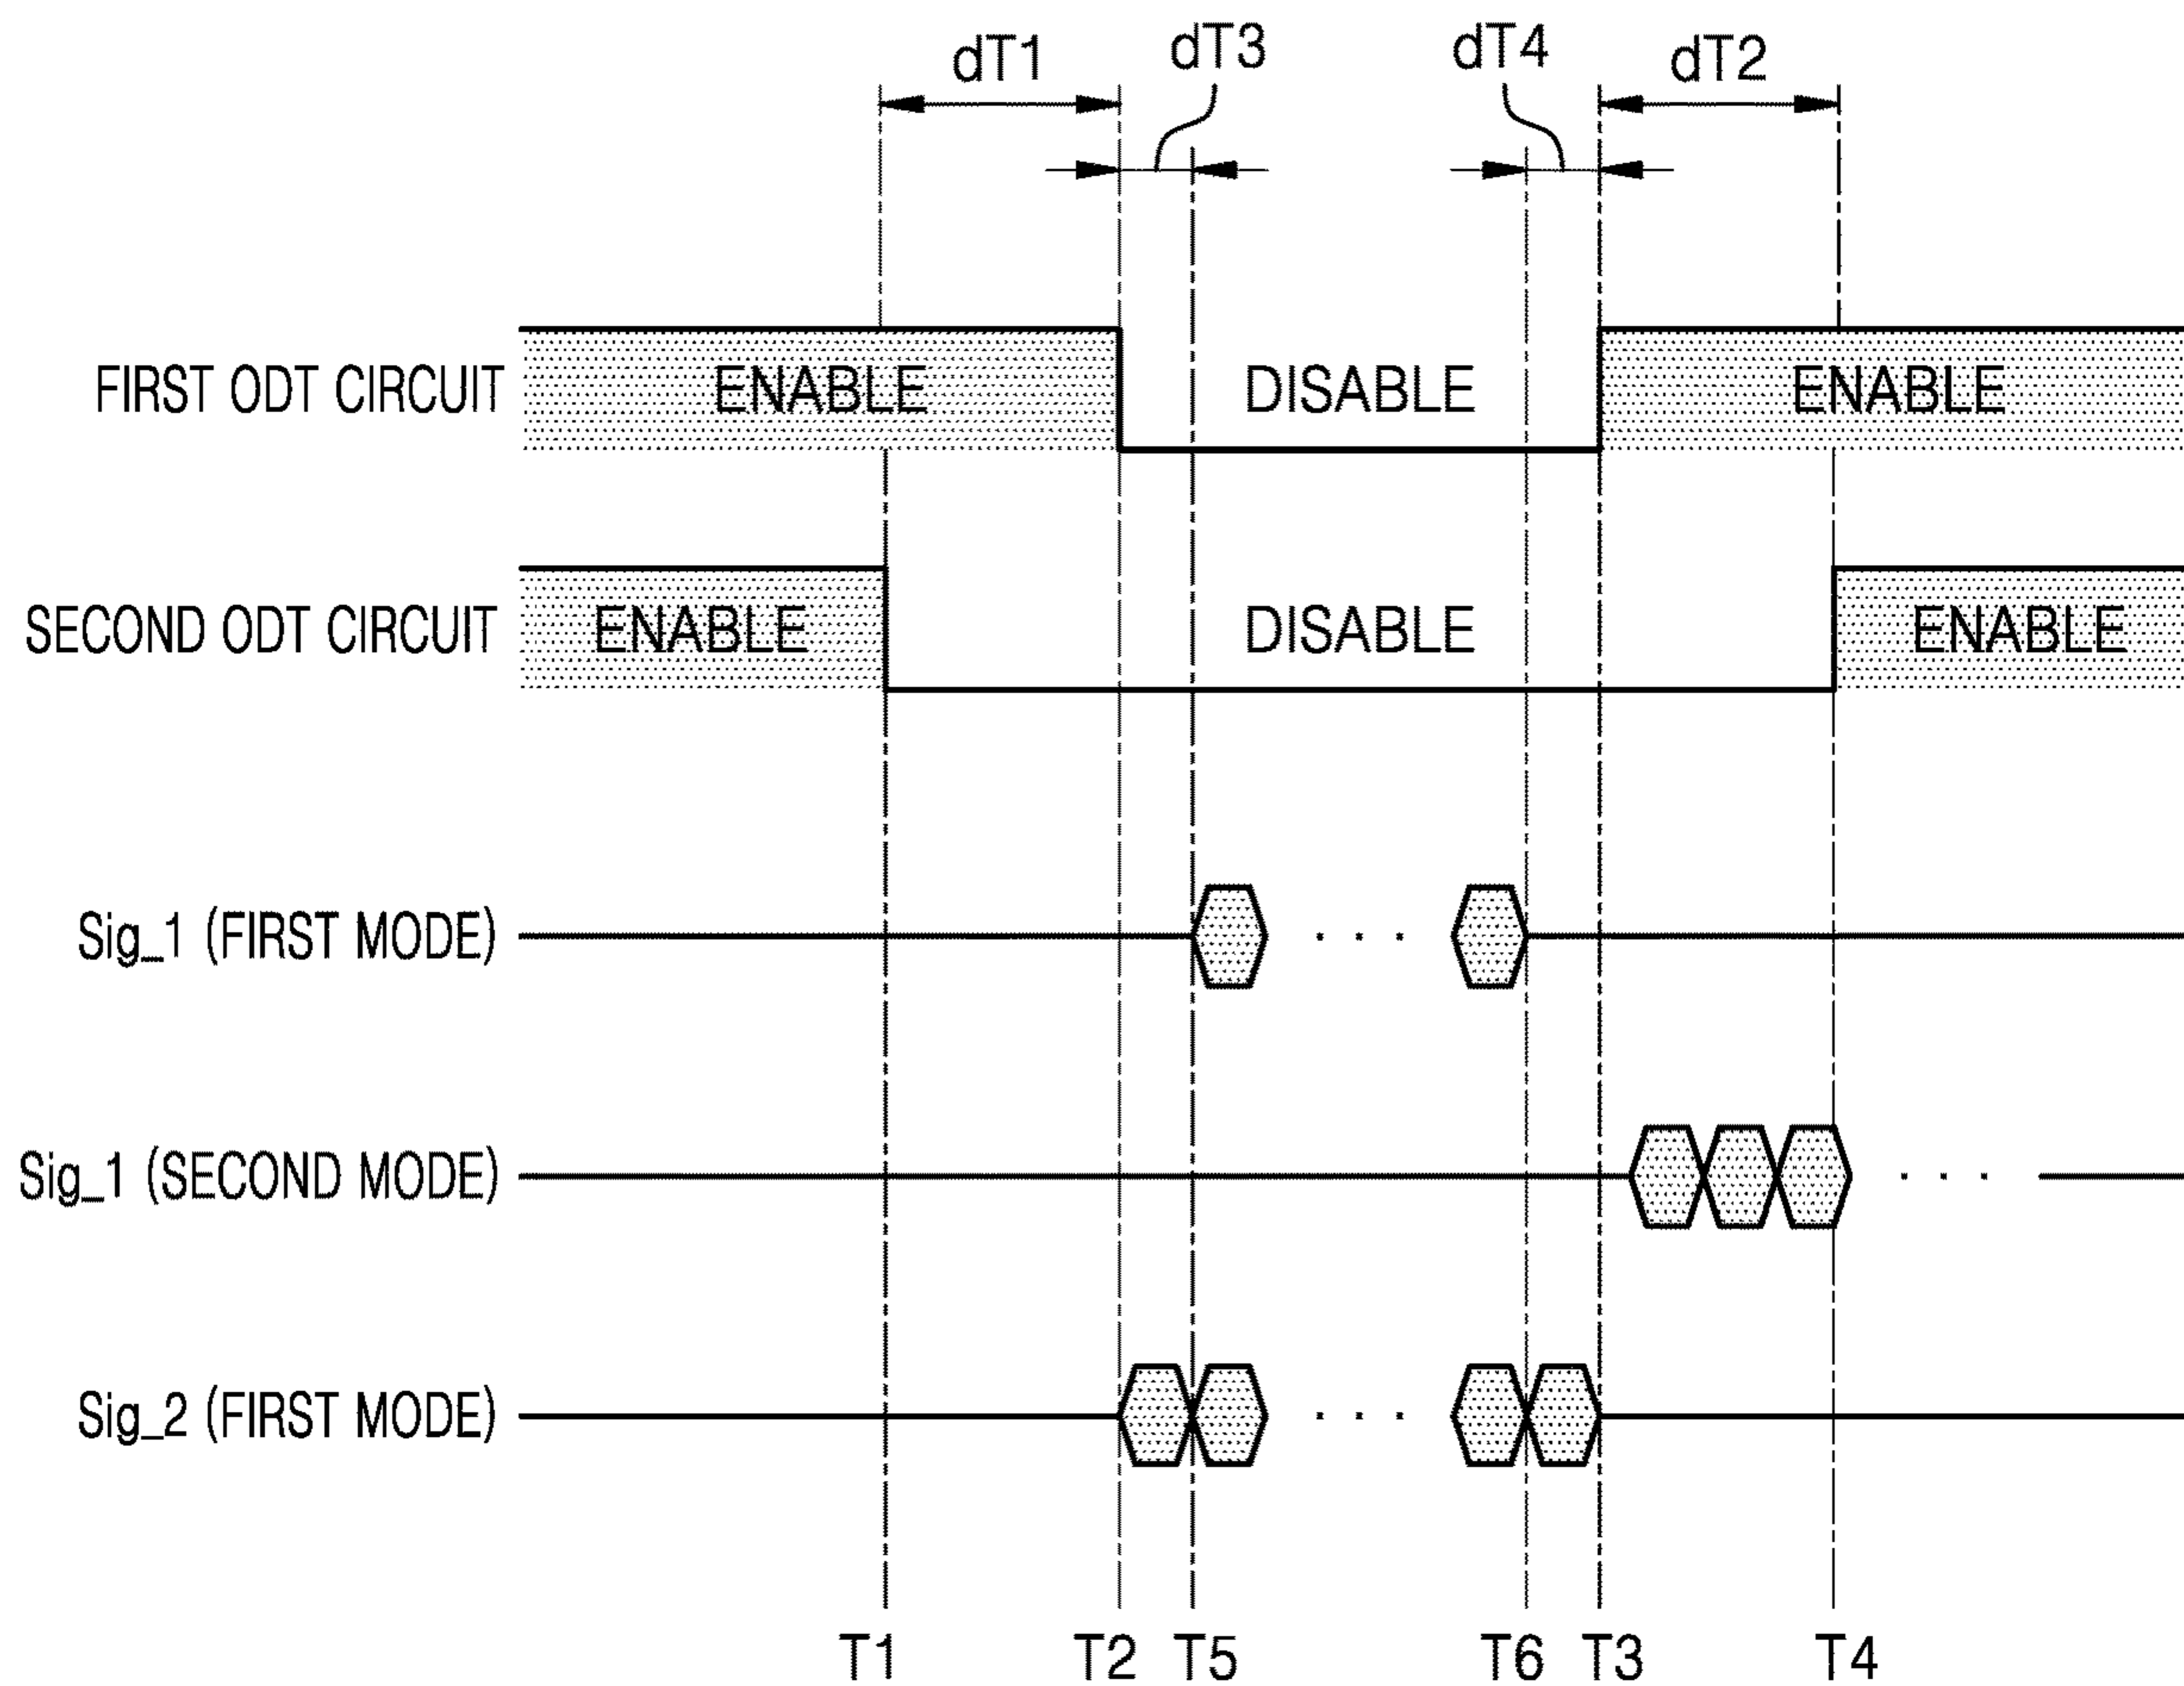 dT1 dT3 dT4 dT2
FIRST ODT CIRCUIT ENABLE DISABLE ENABLE
SECOND ODT CIRCUIT ENABLE DISABLE ENABLE
Sig_1 (FIRST MODE) . . .
Sig_1 (SECOND MODE) . . .
Sig_2 (FIRST MODE) . . .
T1 T2 T5 T6 T3 T4